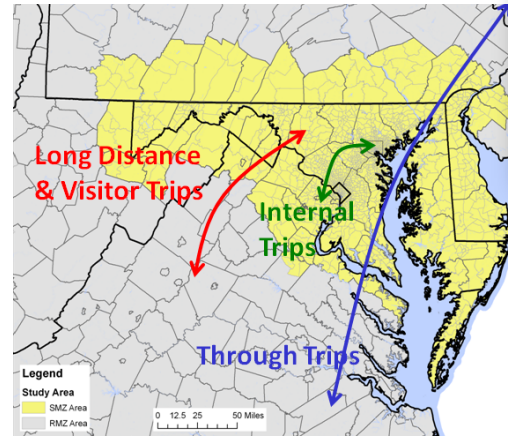 Long Distance
& Visitor Trips
Internal
Trips
Through Trips
Legend
Study Area
SMZ Area
RMZ Area
0 12.5 25 50 Miles